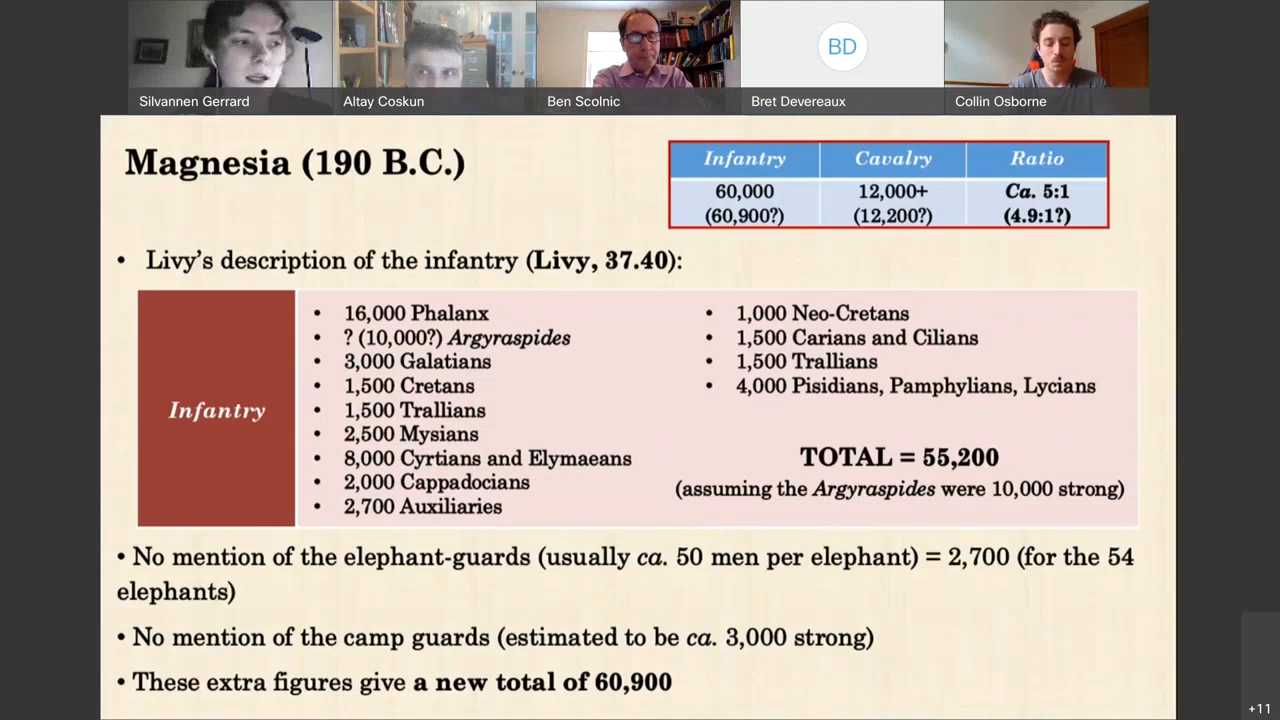 Silvannen Gerrard
Altay Coskun
Ben Scolnic
BD
Bret Devereaux
Collin Osborne
Magnesia (190 B.C.)
Infantry Cavalry Ratio
60,000 12,000+ Ca. 5:1
(60,900?) (12,200?) (4.9:1?)
• Livy's description of the infantry (Livy, 37.40):
Infantry
• 16,000 Phalanx
• ? (10,000?) Argyraspides
• 3,000 Galatians
• 1,500 Cretans
• 1,500 Trallians
• 2,500 Mysians
• 8,000 Cyrtians and Elymaeans
• 2,000 Cappadocians
• 2,700 Auxiliaries
• 1,000 Neo-Cretans
• 1,500 Carians and Cilians
• 1,500 Trallians
• 4,000 Pisidians, Pamphylians, Lycians
TOTAL = 55,200
(assuming the Argyraspides were 10,000 strong)
• No mention of the elephant-guards (usually ca. 50 men per elephant) = 2,700 (for the 54
elephants)
• No mention of the camp guards (estimated to be ca. 3,000 strong)
• These extra figures give a new total of 60,900
+11